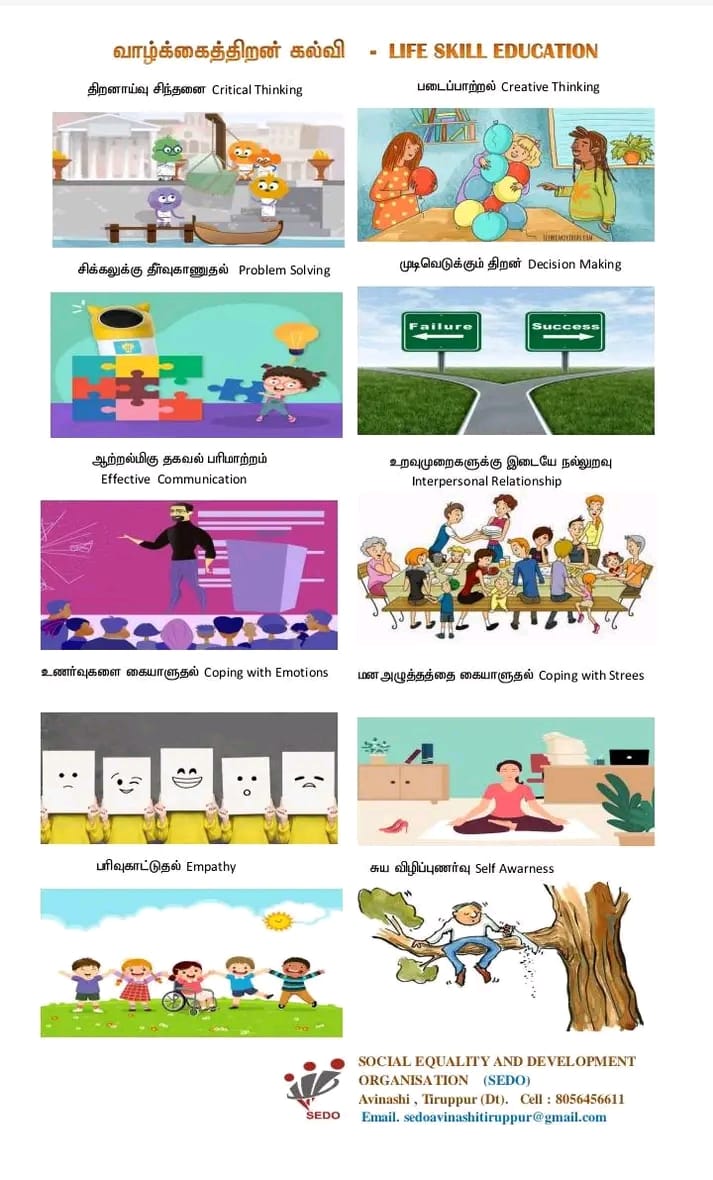 வாழ்க்கைத்திறன் கல்வி - LIFE SKILL EDUCATION
திறனாய்வு சிந்தனை Critical Thinking
படைப்பாற்றல் Creative Thinking
சிக்கலுக்கு தீர்வுகாணுதல் Problem Solving
முடிவெடுக்கும் திறன் Decision Making
Failure
Success
ஆற்றல்மிகு தகவல் பரிமாற்றம்
Effective Communication
உறவுமுறைகளுக்கு இடையே நல்லுறவு
Interpersonal Relationship
உணர்வுகளை கையாளுதல் Coping with Emotions
மனஅழுத்தத்தை கையாளுதல் Coping with Strees
பரிவுகாட்டுதல் Empathy
சுய விழிப்புணர்வு Self Awarness
SEDO
SOCIAL EQUALITY AND DEVELOPMENT
ORGANISATION (SEDO)
Avinashi , Tiruppur (Dt). Cell : 8056456611
Email. sedoavinashitiruppur@gmail.com